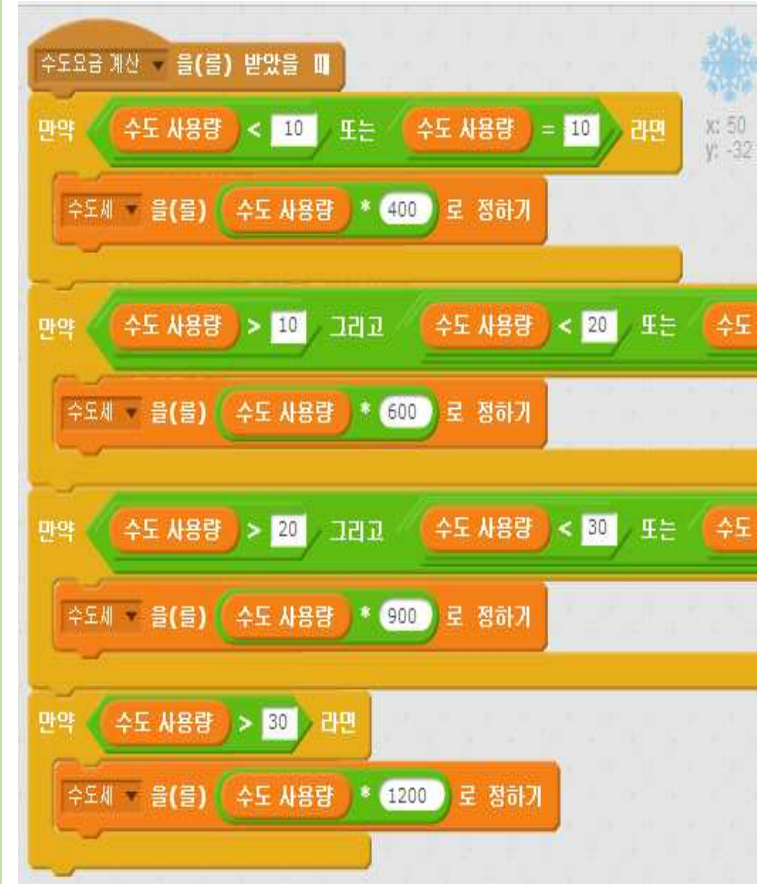 수도요금 계산 ▼ 을(를) 받았을 때
x: 50
y: -32
만약 수도 사용량 < 10 또는 수도 사용량 = 10 라면
수도세 ▼ 을(를) 수도 사용량 * 400 로 정하기
만약 수도 사용량 > 10 그리고 수도 사용량 < 20 또는 수도
수도세 ▼ 을(를) 수도 사용량 * 600 로 정하기
만약 수도 사용량 > 20 그리고 수도 사용량 < 30 또는 수도
수도세 ▼ 을(를) 수도 사용량 * 900 로 정하기
만약 수도 사용량 > 30 라면
수도세 ▼ 을(를) 수도 사용량 * 1200 로 정하기